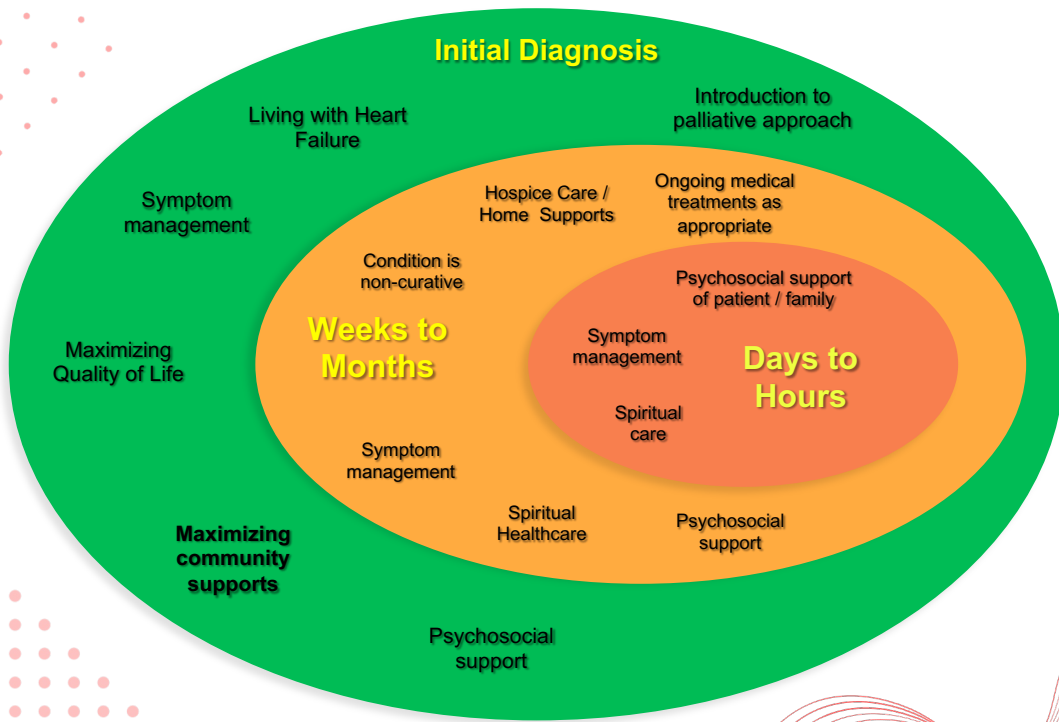 Initial Diagnosis
Living with Heart
Failure
Introduction to
palliative approach
Symptom
management
Maximizing
Quality of Life
Maximizing
community
supports
Psychosocial
support
Hospice Care /
Home Supports
Ongoing medical
treatments as
appropriate
Condition is
non-curative
Weeks to
Months
Symptom
management
Spiritual
Healthcare
Psychosocial
support
Psychosocial support
of patient / family
Symptom
management
Days to
Hours
Spiritual
care